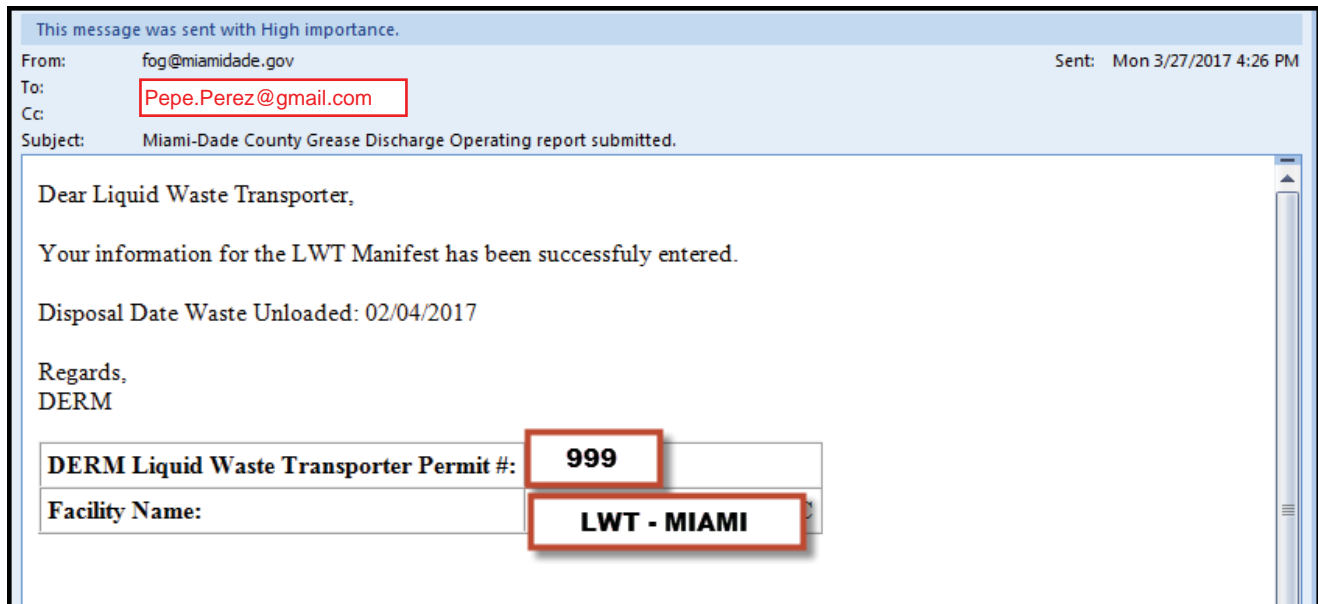 This message was sent with High importance.
From: fog@miamidade.gov Sent: Mon 3/27/2017 4:26 PM
To: Pepe.Perez@gmail.com
Cc:
Subject: Miami-Dade County Grease Discharge Operating report submitted.
Dear Liquid Waste Transporter,
Your information for the LWT Manifest has been successfuly entered.
Disposal Date Waste Unloaded: 02/04/2017
Regards,
DERM
DERM Liquid Waste Transporter Permit #: 999
Facility Name: LWT - MIAMI